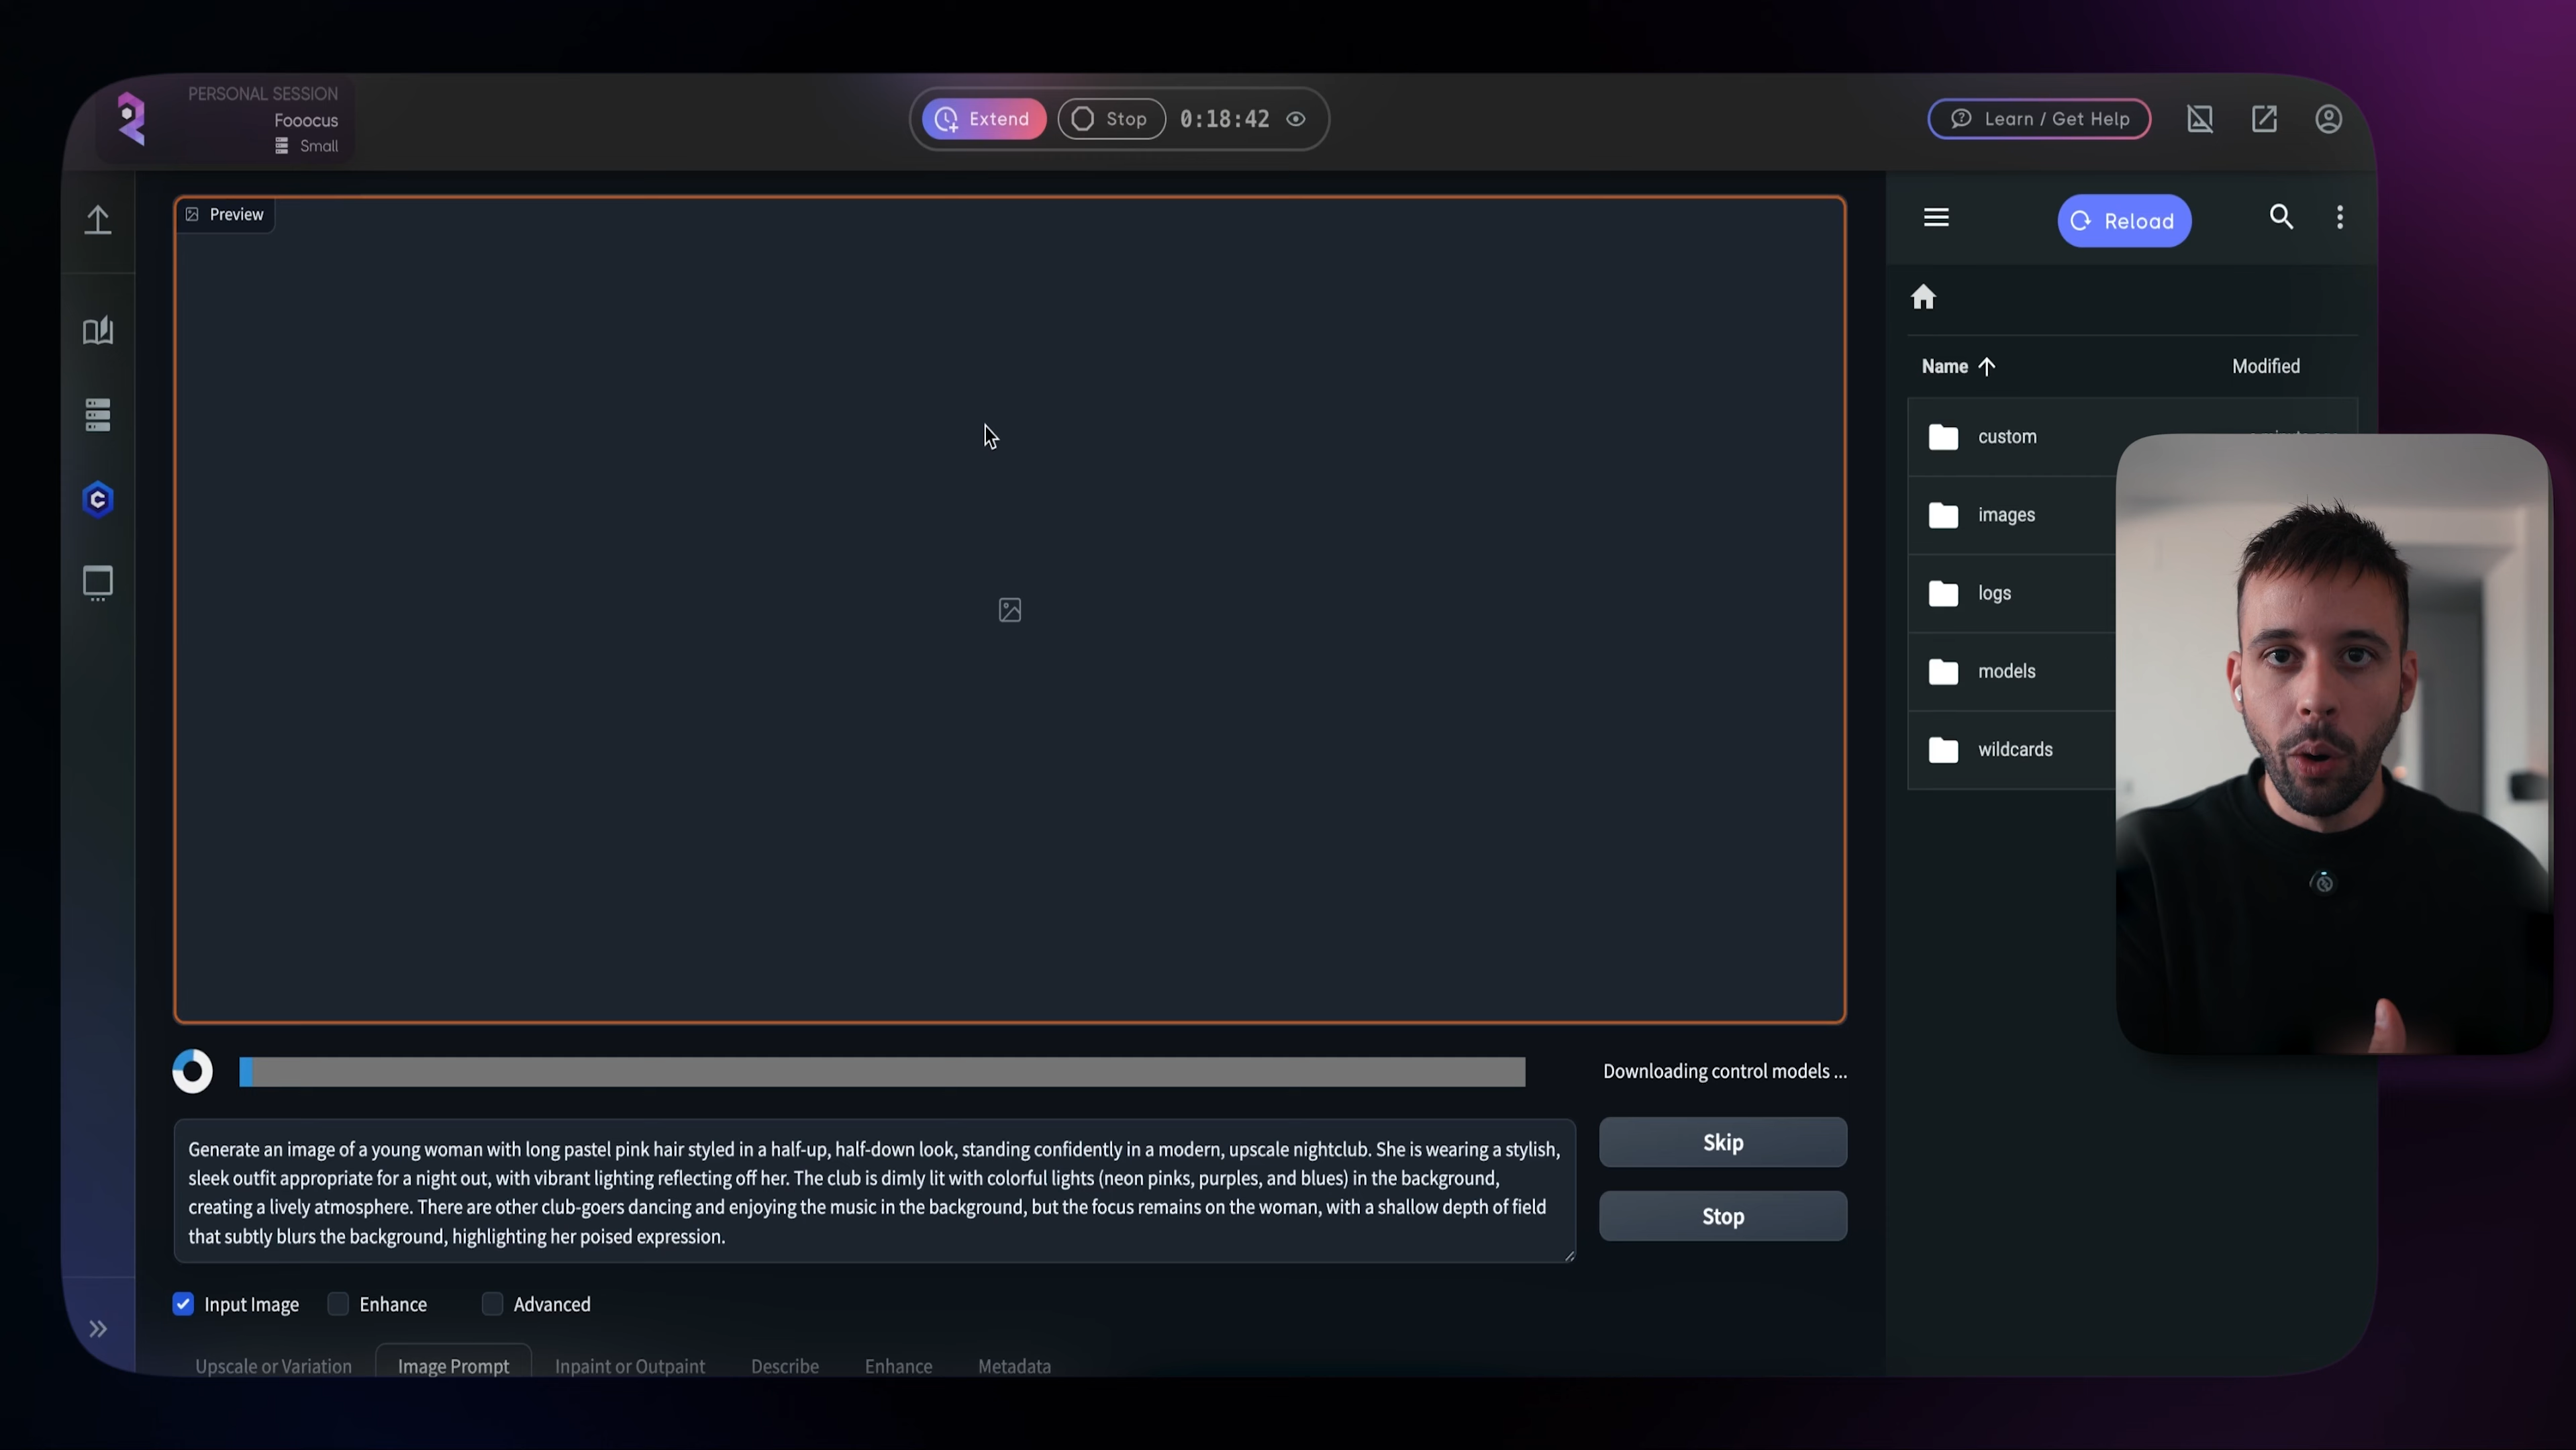 PERSONAL SESSION
Fooocus
Small
Extend
Stop
0:18:42
Learn / Get Help
Preview
Reload
Name
Modified
custom
images
logs
models
wildcards
Downloading control models ...
Generate an image of a young woman with long pastel pink hair styled in a half-up, half-down look, standing confidently in a modern, upscale nightclub. She is wearing a stylish,
sleek outfit appropriate for a night out, with vibrant lighting reflecting off her. The club is dimly lit with colorful lights (neon pinks, purples, and blues) in the background,
creating a lively atmosphere. There are other club-goers dancing and enjoying the music in the background, but the focus remains on the woman, with a shallow depth of field
that subtly blurs the background, highlighting her poised expression.
Skip
Stop
Input Image
Enhance
Advanced
Upscale or Variation
Image Prompt
Inpaint or Outpaint
Describe
Enhance
Metadata